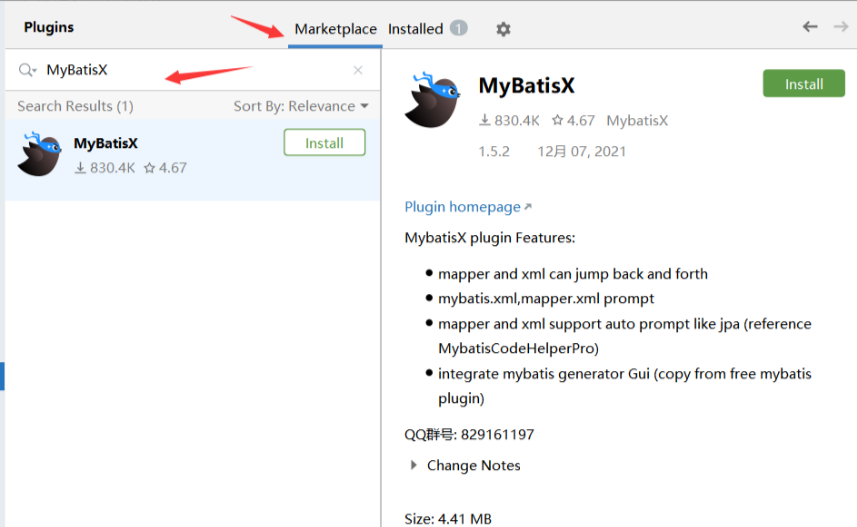 Plugins
Marketplace
Installed 1
MyBatisX
Search Results (1)
Sort By: Relevance
MyBatisX
Install
830.4K 4.67
MyBatisX
Install
830.4K 4.67 MybatisX
1.5.2 12月 07, 2021
Plugin homepage
MybatisX plugin Features:
mapper and xml can jump back and forth
mybatis.xml,mapper.xml prompt
mapper and xml support auto prompt like jpa (reference
MybatisCodeHelperPro)
integrate mybatis generator Gui (copy from free mybatis
plugin)
QQ群号: 829161197
Change Notes
Size: 4.41 MB